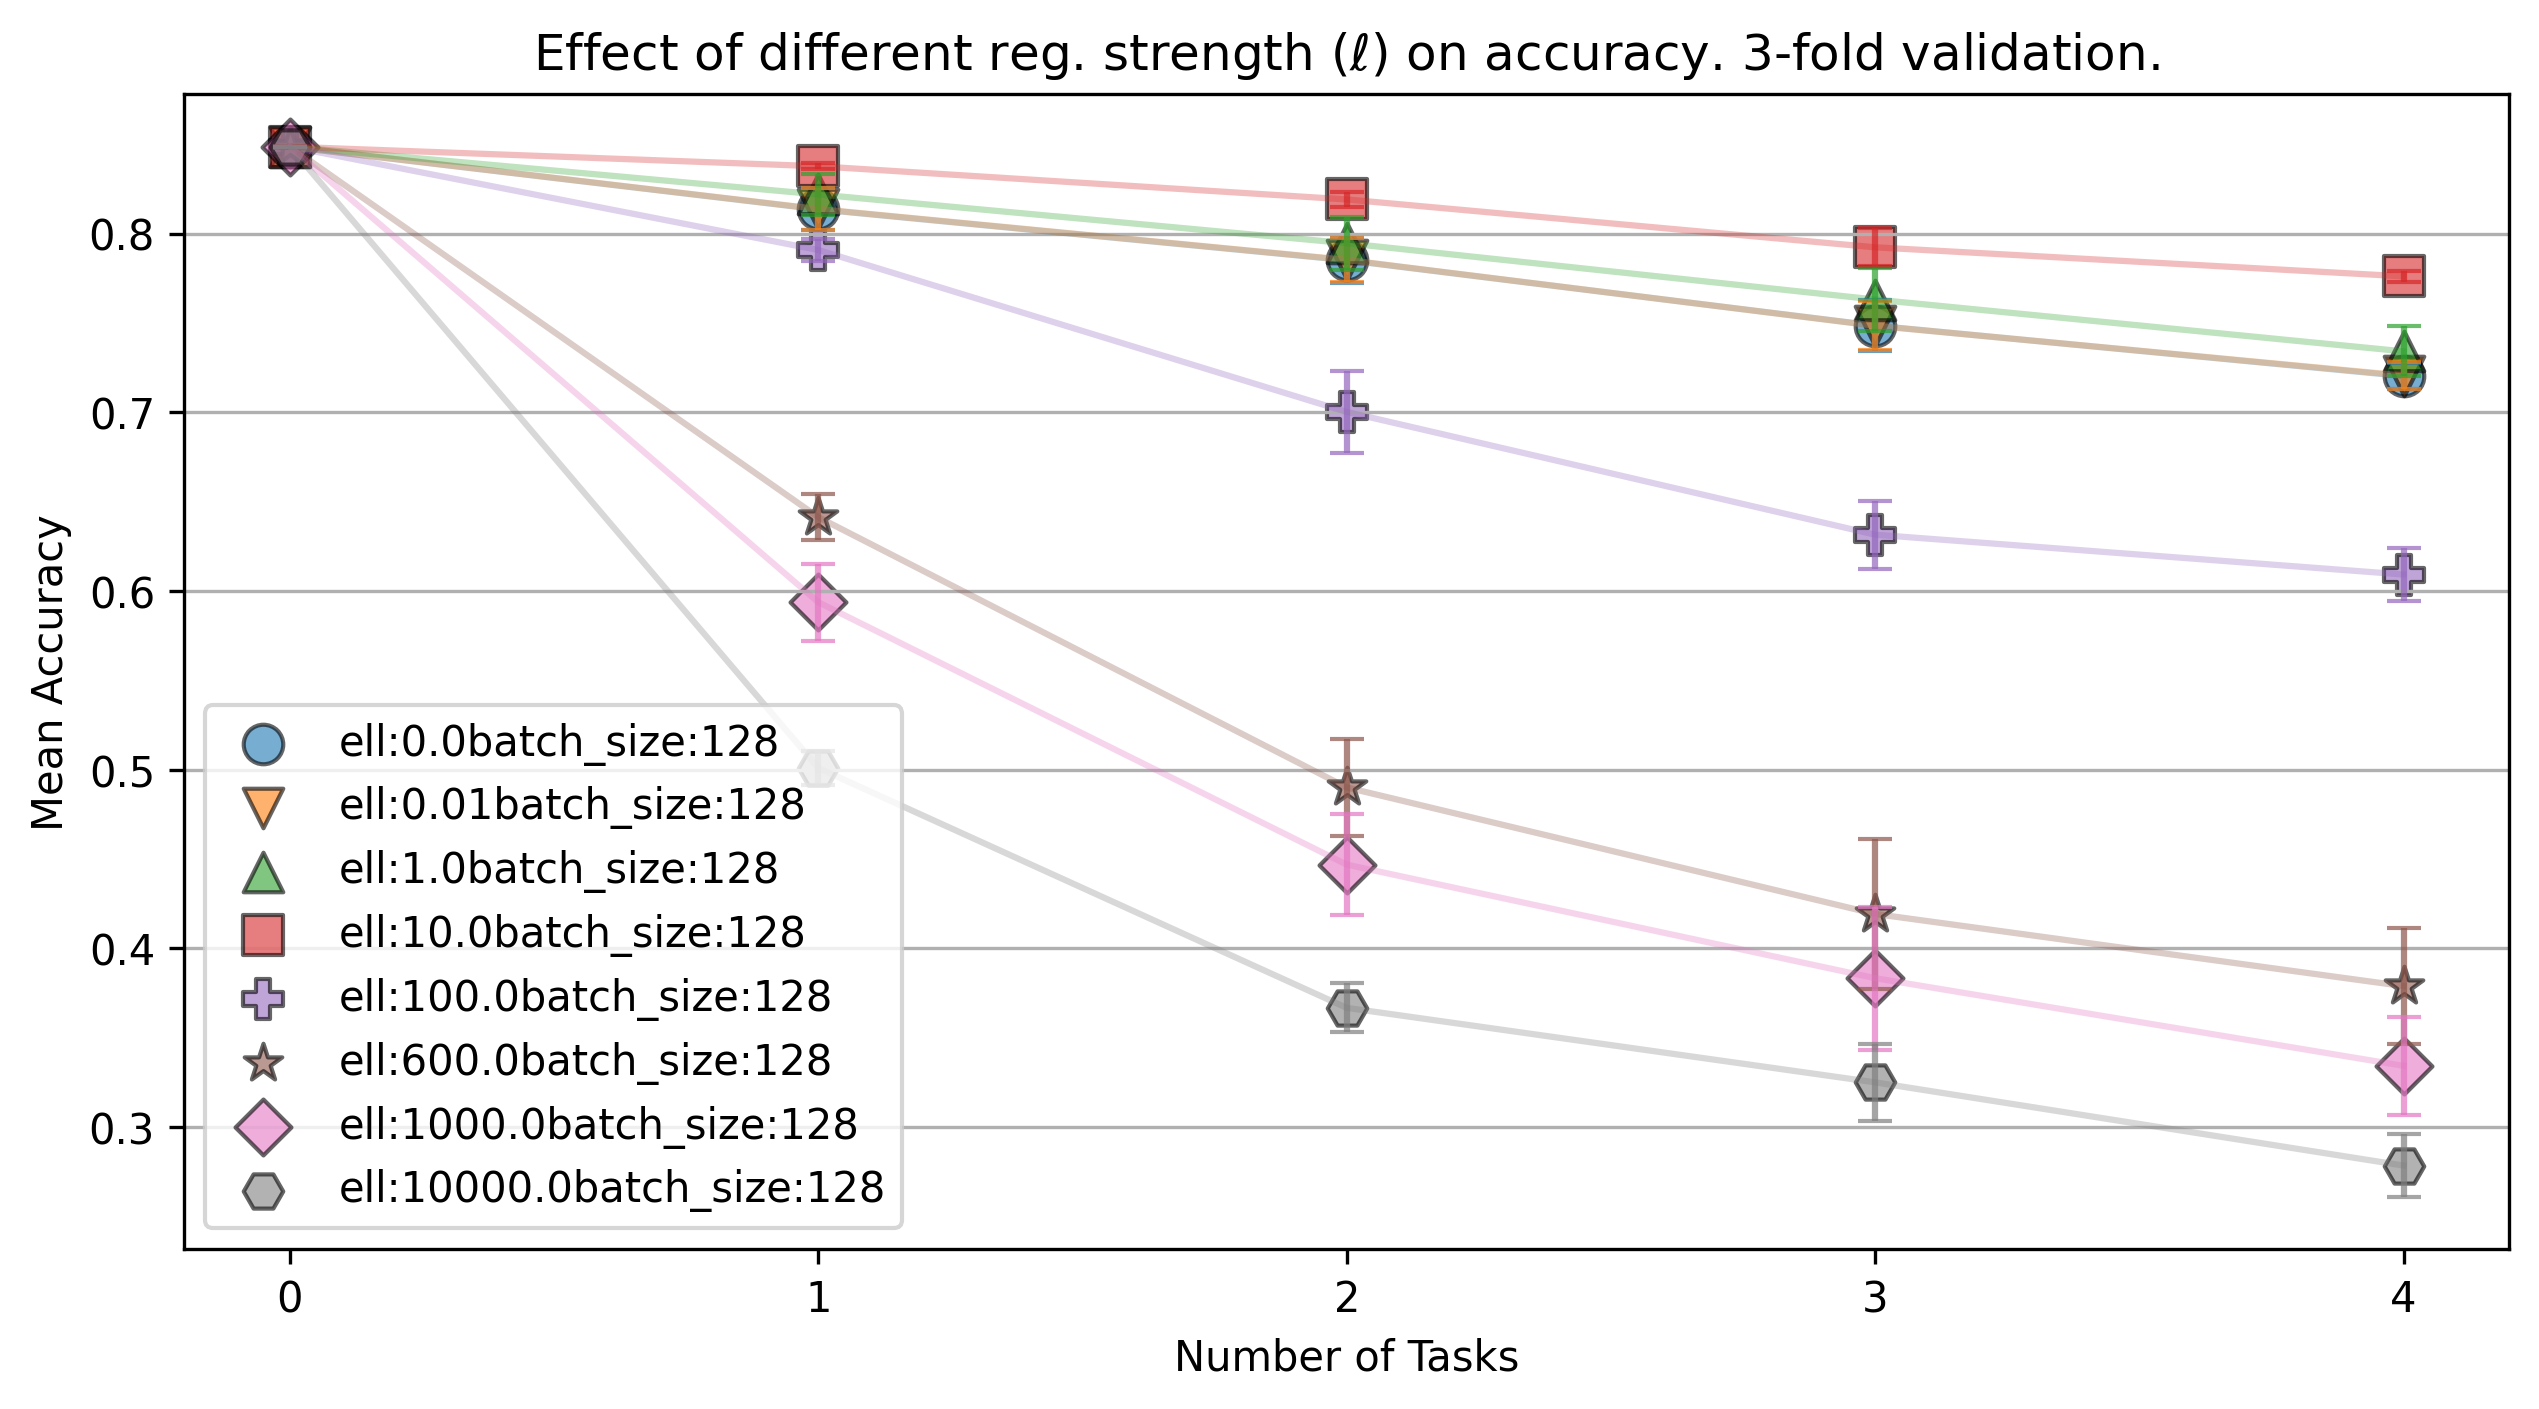 Effect of different reg. strength (ℓ) on accuracy. 3-fold validation.
Mean Accuracy
0.8
0.7
0.6
0.5
0.4
0.3
ell:0.0batch_size:128
ell:0.01batch_size:128
ell:1.0batch_size:128
ell:10.0batch_size:128
ell:100.0batch_size:128
ell:600.0batch_size:128
ell:1000.0batch_size:128
ell:10000.0batch_size:128
0 1 2 3 4
Number of Tasks